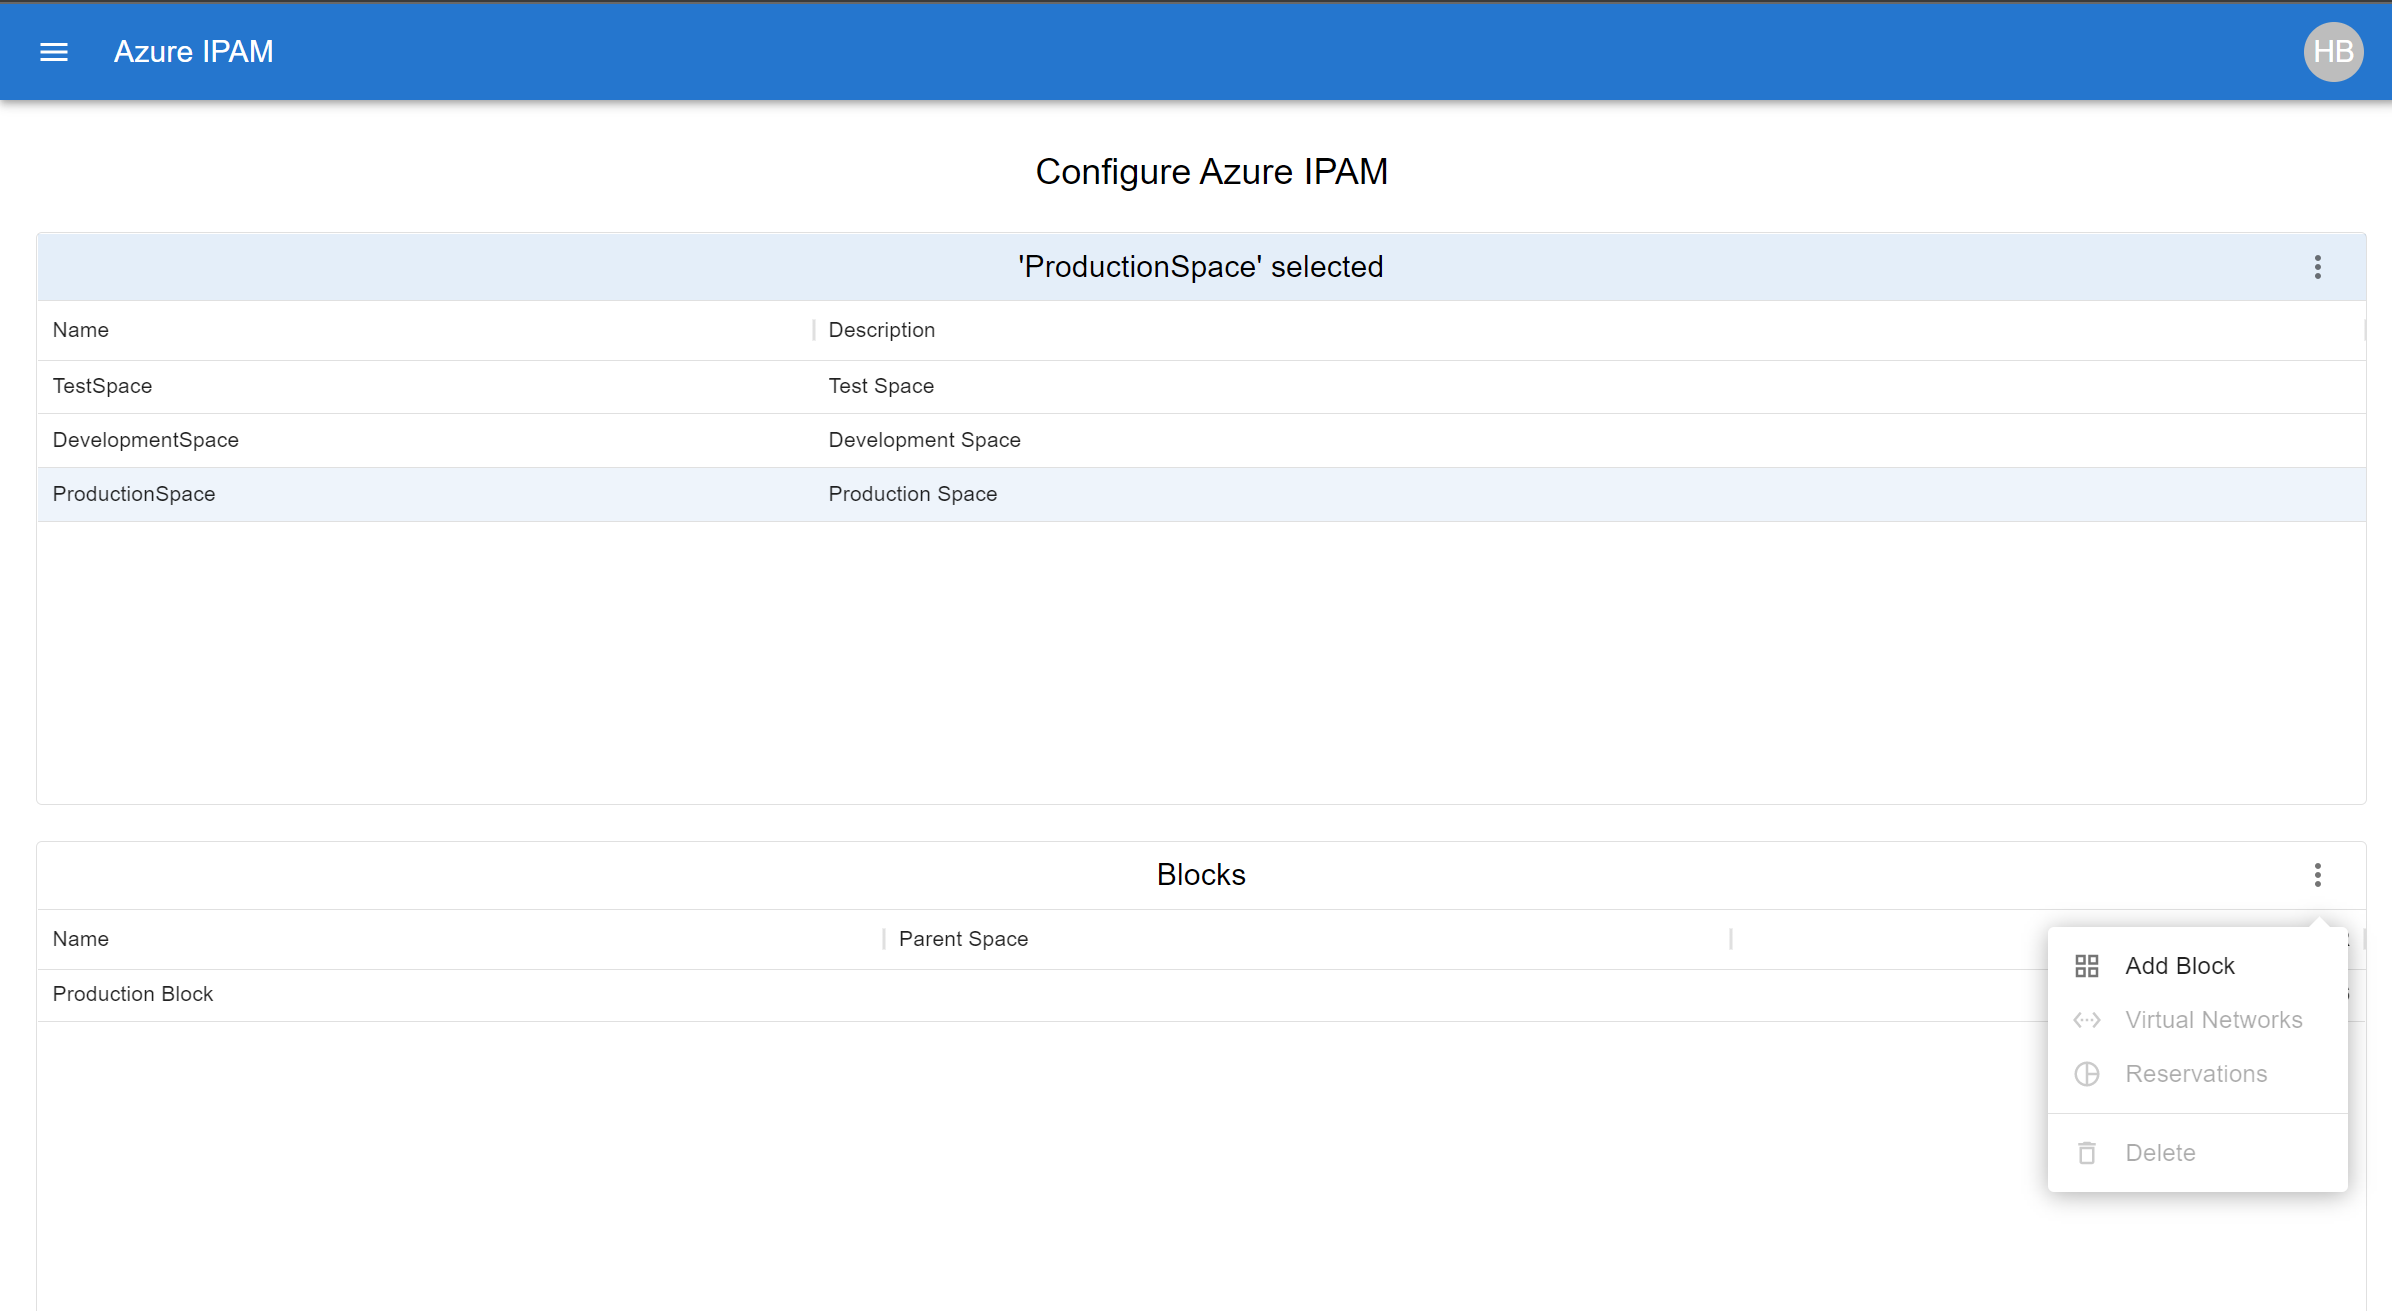 Azure IPAM
HB
Configure Azure IPAM
'ProductionSpace' selected
Name Description
TestSpace Test Space
DevelopmentSpace Development Space
ProductionSpace Production Space
Blocks
Name Parent Space
Production Block
Add Block
Virtual Networks
Reservations
Delete